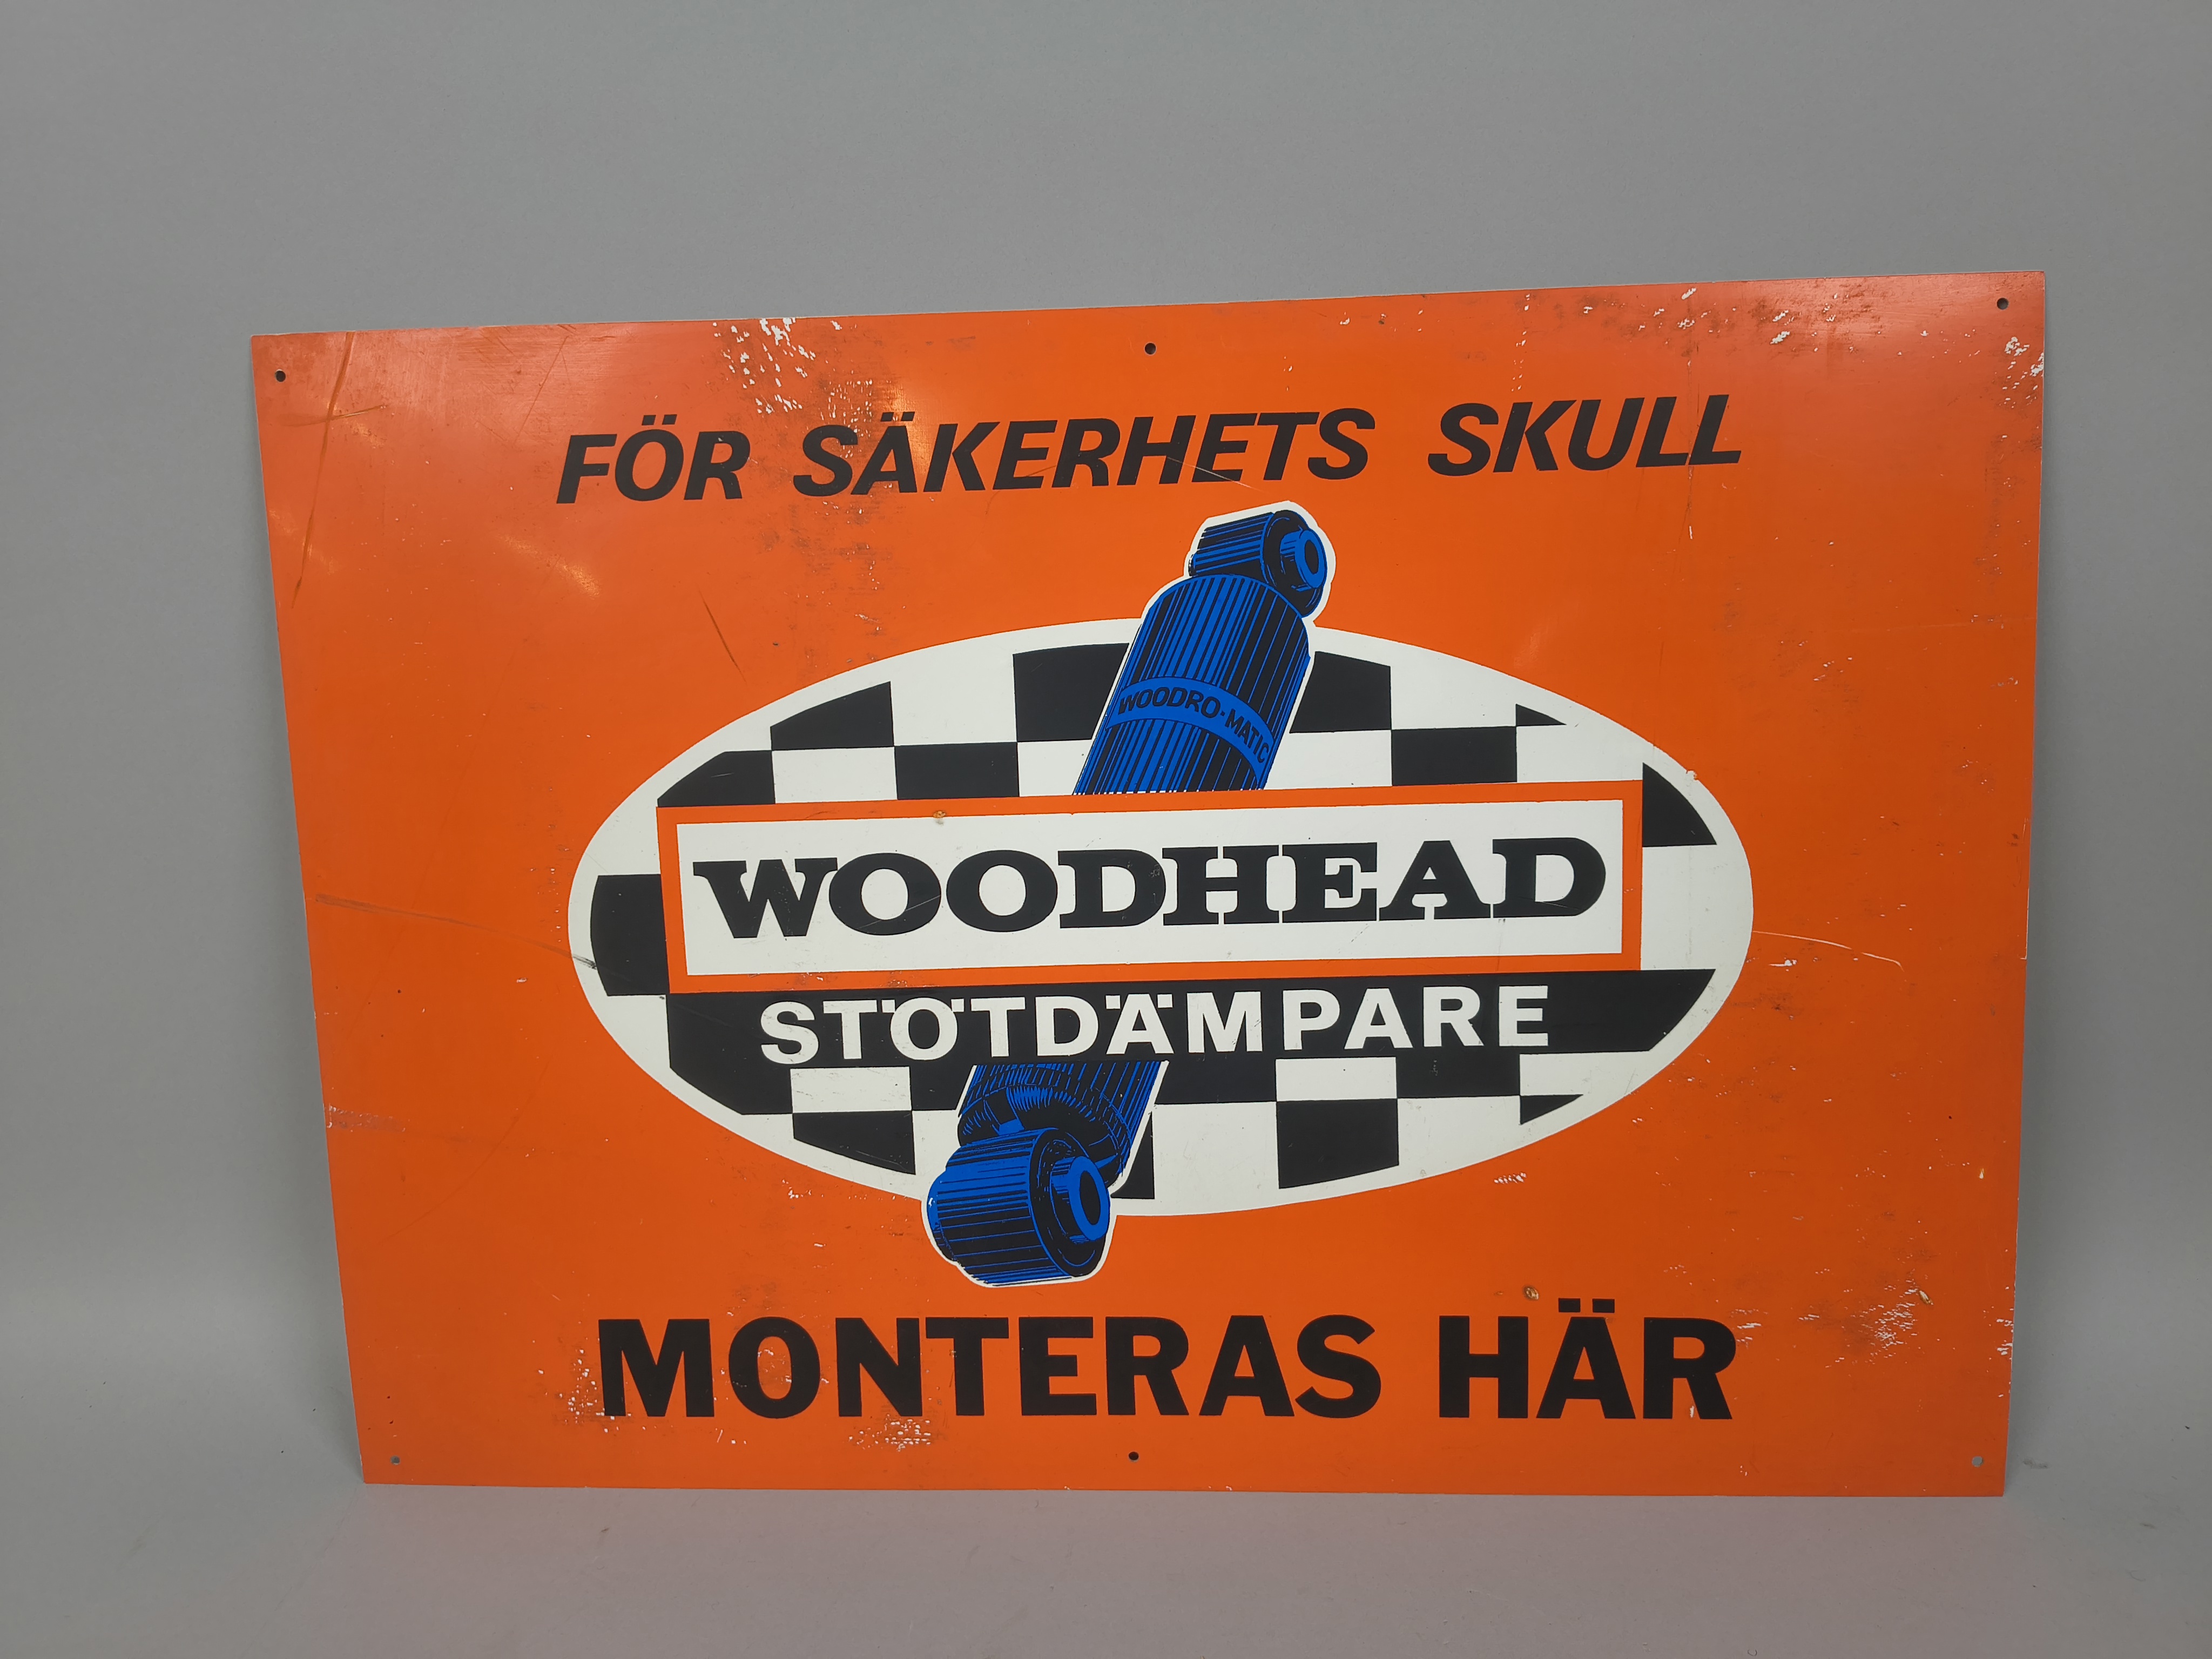 FÖR SÄKERHETS SKULL
WOODRO-MATIC
WOODHEAD
STÖTDÄMPARE
MONTERAS HÄR